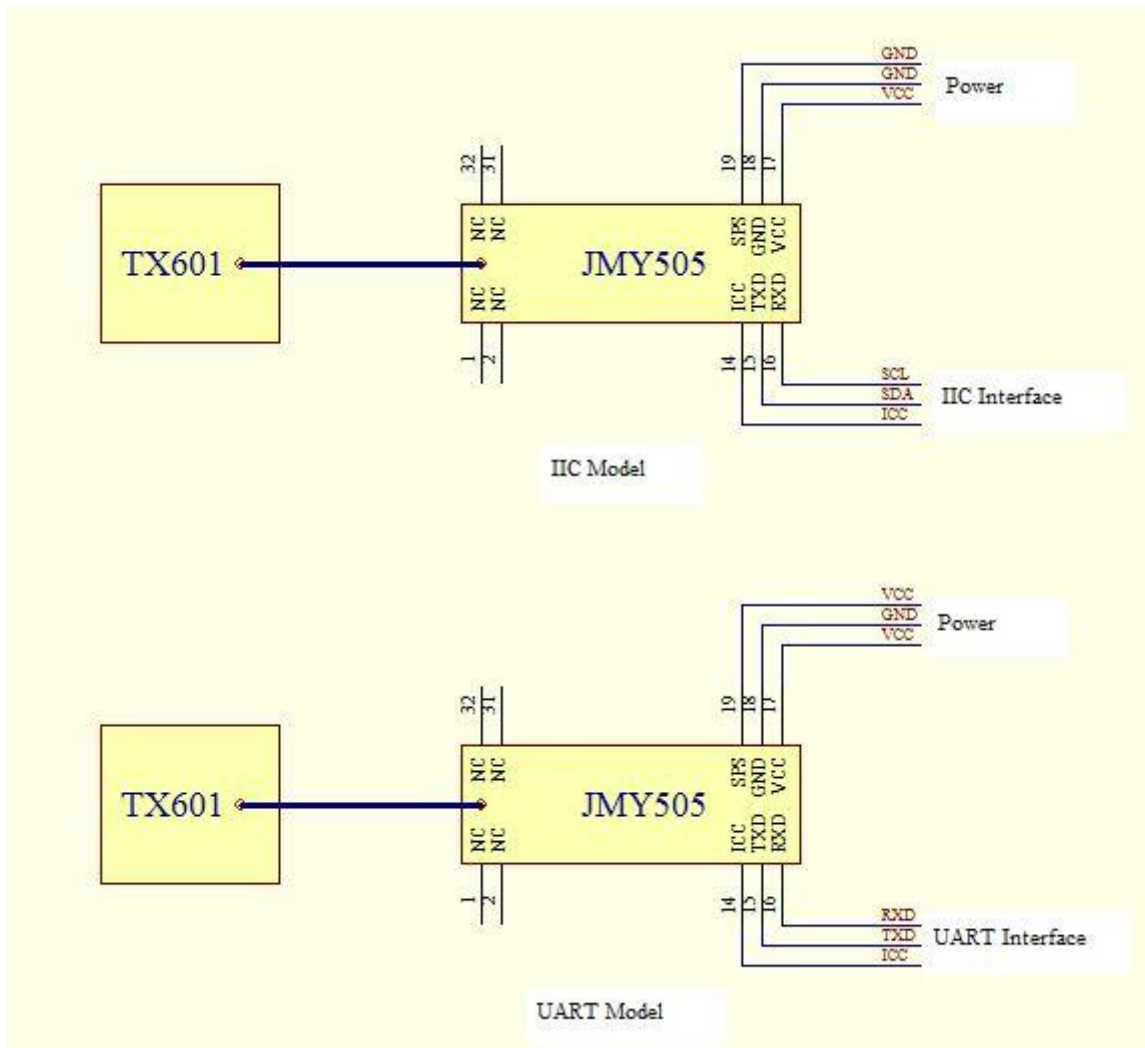 GND
GND
VCC
Power
32
31
19
18
17
NC
NC
SPS
GND
VCC
TX601
JMY505
NC
NC
ICC
TXD
RXD
1
2
14
15
16
SCL
SDA
ICC
IIC Interface
IIC Model
VCC
GND
VCC
Power
32
31
19
18
17
NC
NC
SPS
GND
VCC
TX601
JMY505
NC
NC
ICC
TXD
RXD
1
2
14
15
16
RXD
TXD
ICC
UART Interface
UART Model